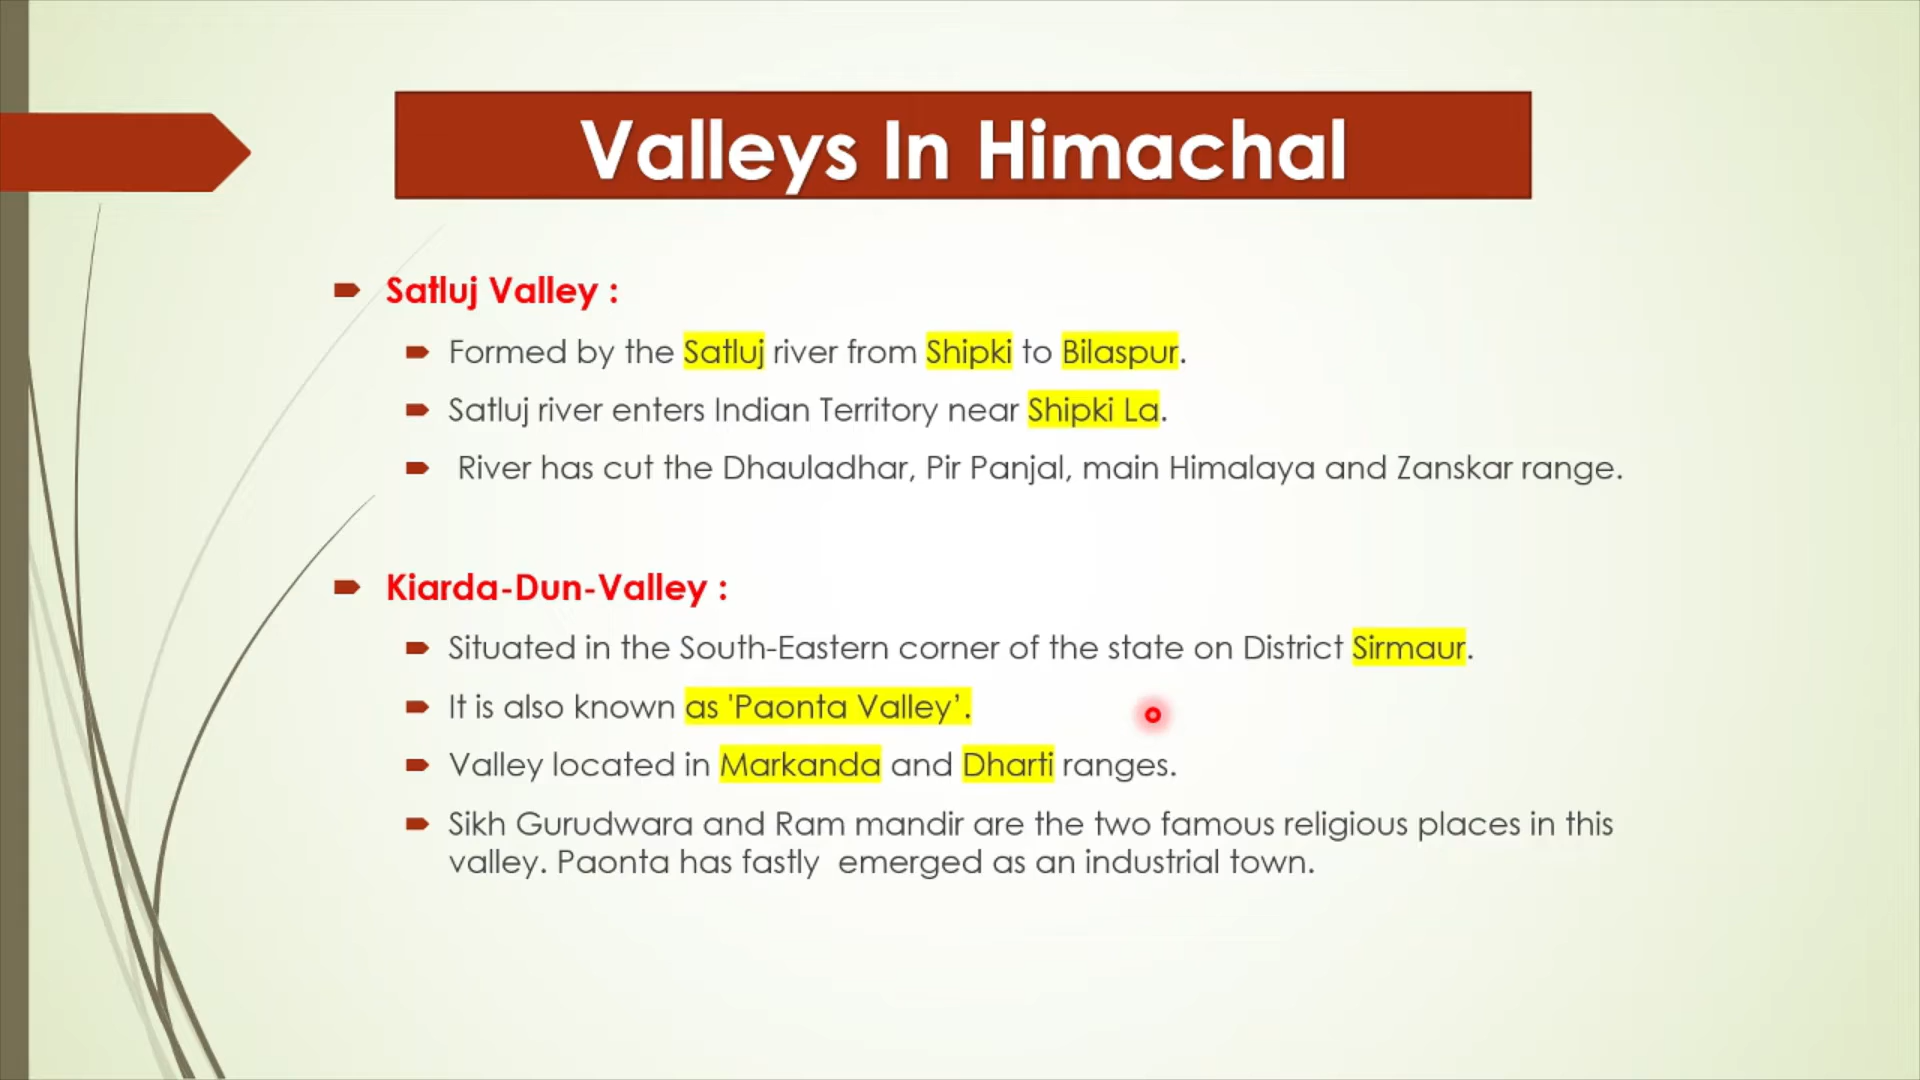 Valleys In Himachal
Satluj Valley :
Formed by the Satluj river from Shipki to Bilaspur.
Satluj river enters Indian Territory near Shipki La.
River has cut the Dhauladhar, Pir Panjal, main Himalaya and Zanskar range.
Kiarda-Dun-Valley :
Situated in the South-Eastern corner of the state on District Sirmaur.
It is also known as 'Paonta Valley’.
Valley located in Markanda and Dharti ranges.
Sikh Gurudwara and Ram mandir are the two famous religious places in this
valley. Paonta has fastly  emerged as an industrial town.